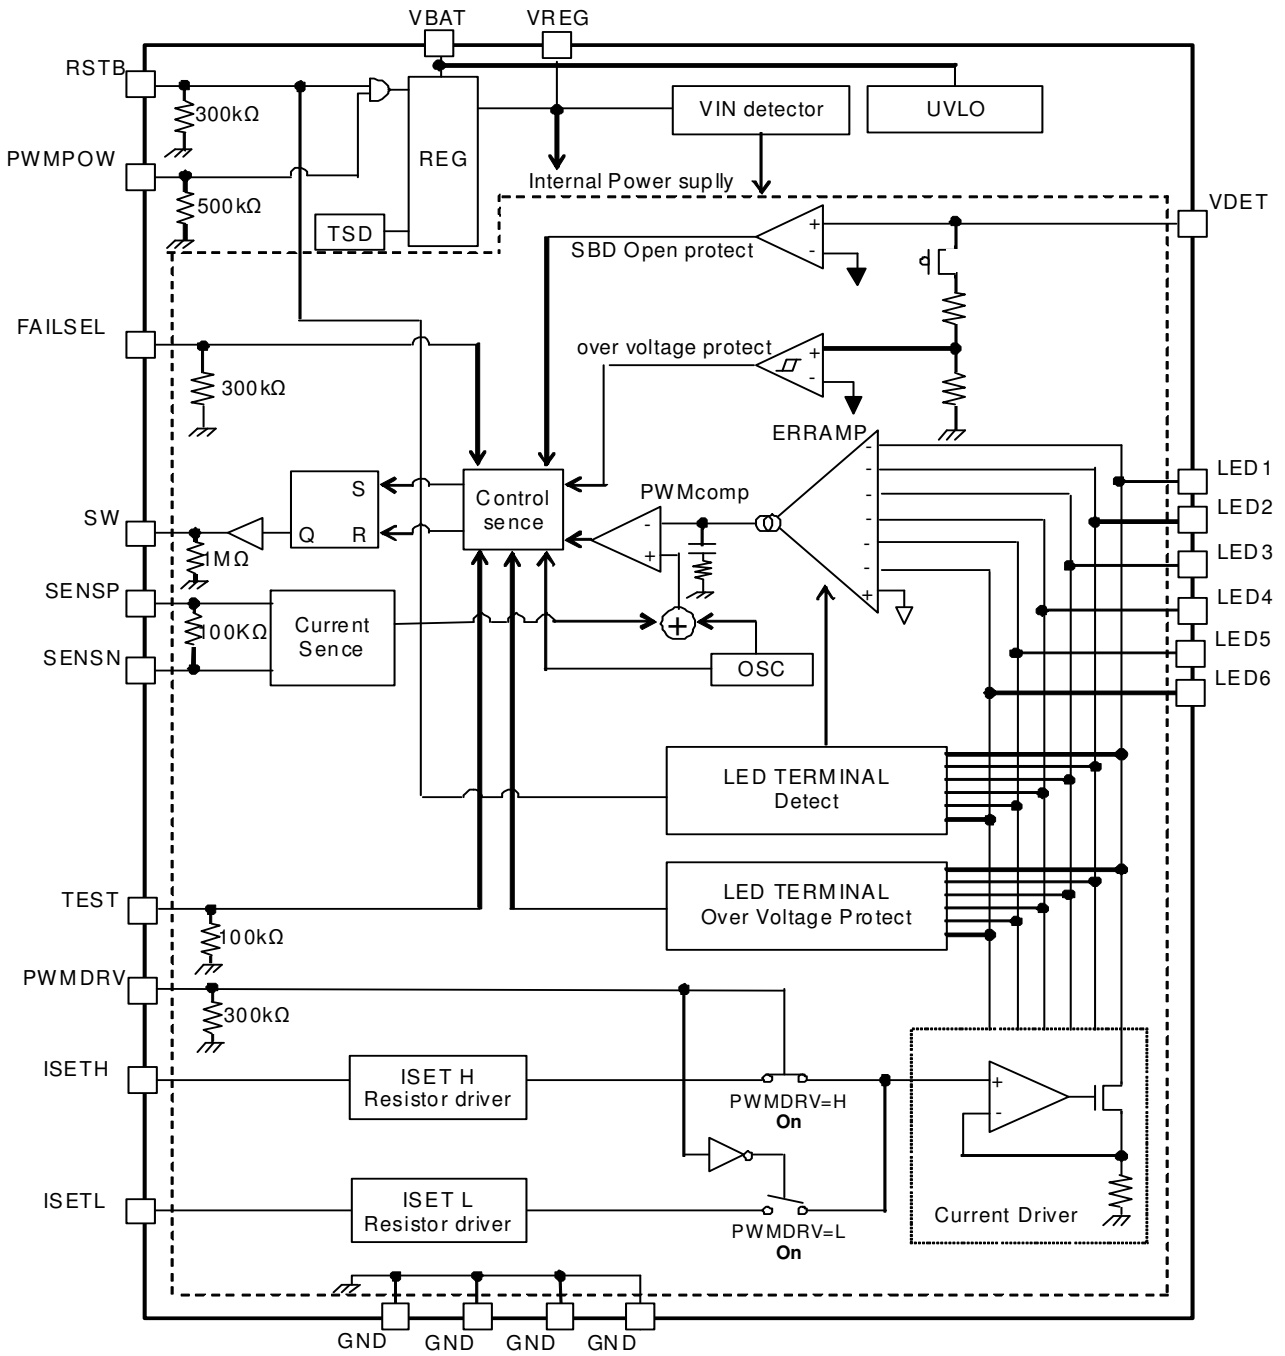 VBAT
VREG
RSTB
300kΩ
VIN detector
UVLO
PWMPOW
REG
Internal Power suplly
500kΩ
TSD
VDET
+
-
SBD Open protect
FAILSEL
over voltage protect
+
-
300kΩ
ERRAMP
-
-
-
-
-
-
+
LED1
LED2
LED3
LED4
LED5
LED6
S
Q
R
Control
sence
PWMcomp
-
+
SW
1MΩ
SENSP
100KΩ
SENSN
Current
Sence
+
OSC
LED TERMINAL
Detect
TEST
100kΩ
LED TERMINAL
Over Voltage Protect
PWMDRV
300kΩ
ISETH
ISET H
Resistor driver
PWMDRV=H
On
+
-
ISETL
ISET L
Resistor driver
PWMDRV=L
On
Current Driver
GND
GND
GND
GND